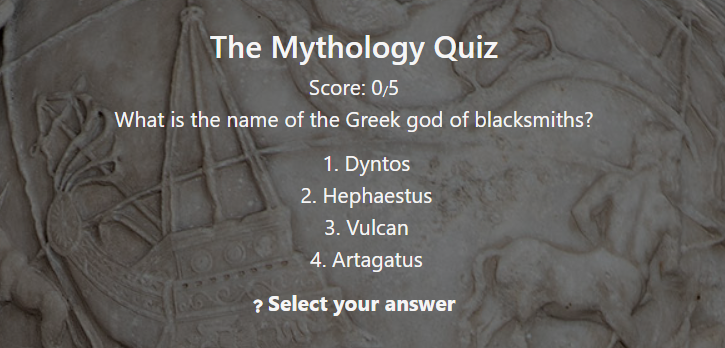 The Mythology Quiz
Score: 0/5
What is the name of the Greek god of blacksmiths?
1. Dyntos
2. Hephaestus
3. Vulcan
4. Artagatus
? Select your answer